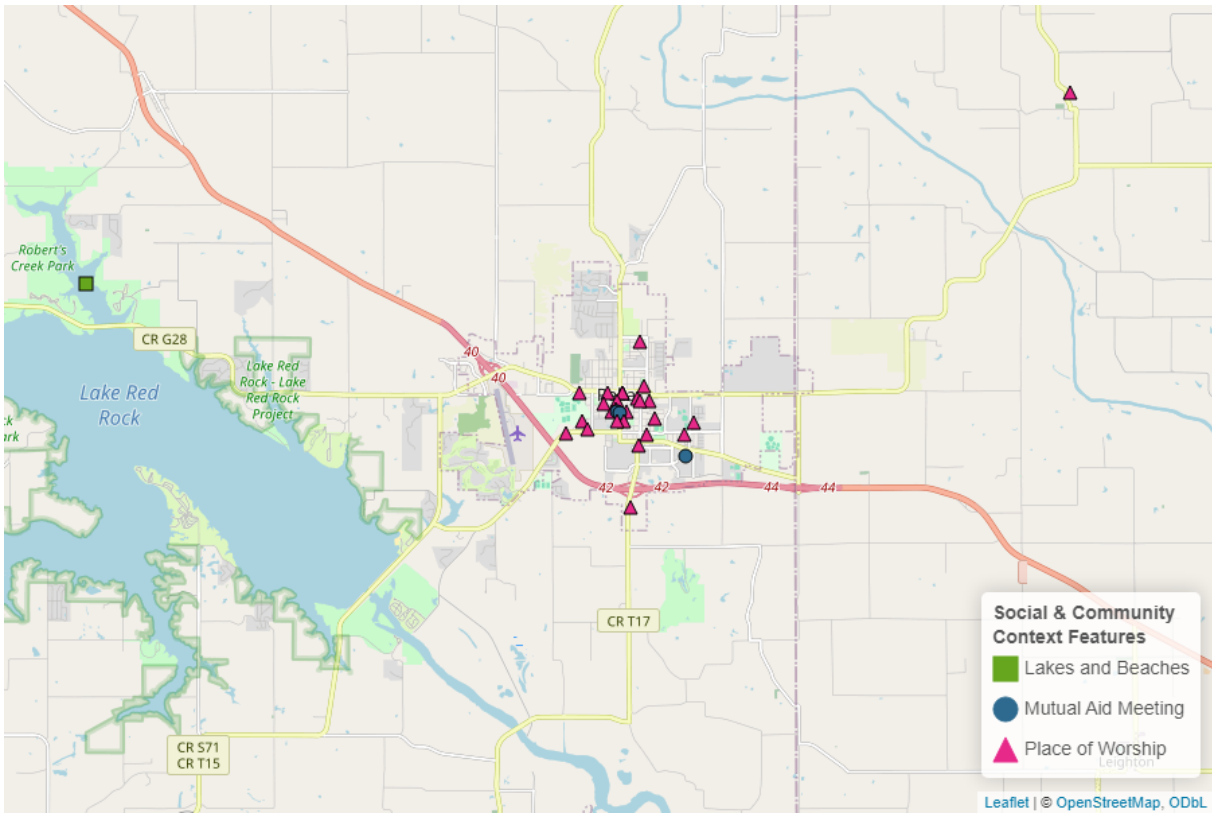 Robert's
Creek Park
CR G28
Lake Red
Rock - Lake
Red Rock
Project
Lake Red
Rock
40
40
42
42
44
44
CR T17
CR S71
CR T15
Social & Community
Context Features
Lakes and Beaches
Mutual Aid Meeting
Place of Worship
Leighton
Leaflet | © OpenStreetMap, ODbL